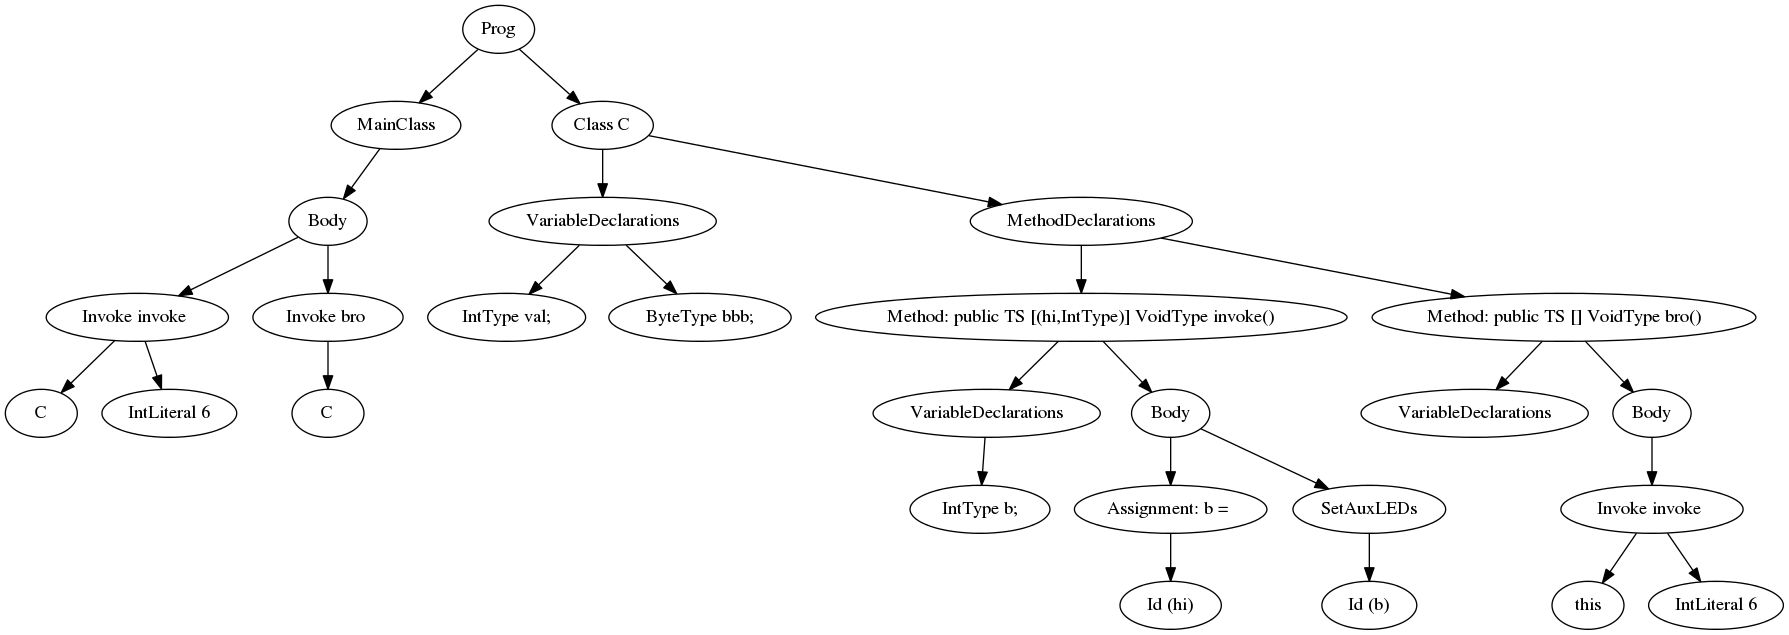 Prog
MainClass
Class C
Body
VariableDeclarations
MethodDeclarations
Invoke invoke
Invoke bro
IntType val;
ByteType bbb;
Method: public TS [(hi,IntType)] VoidType invoke()
Method: public TS [] VoidType bro()
C
IntLiteral 6
C
VariableDeclarations
Body
VariableDeclarations
Body
IntType b;
Assignment: b =
SetAuxLEDs
Invoke invoke
Id (hi)
Id (b)
this
IntLiteral 6